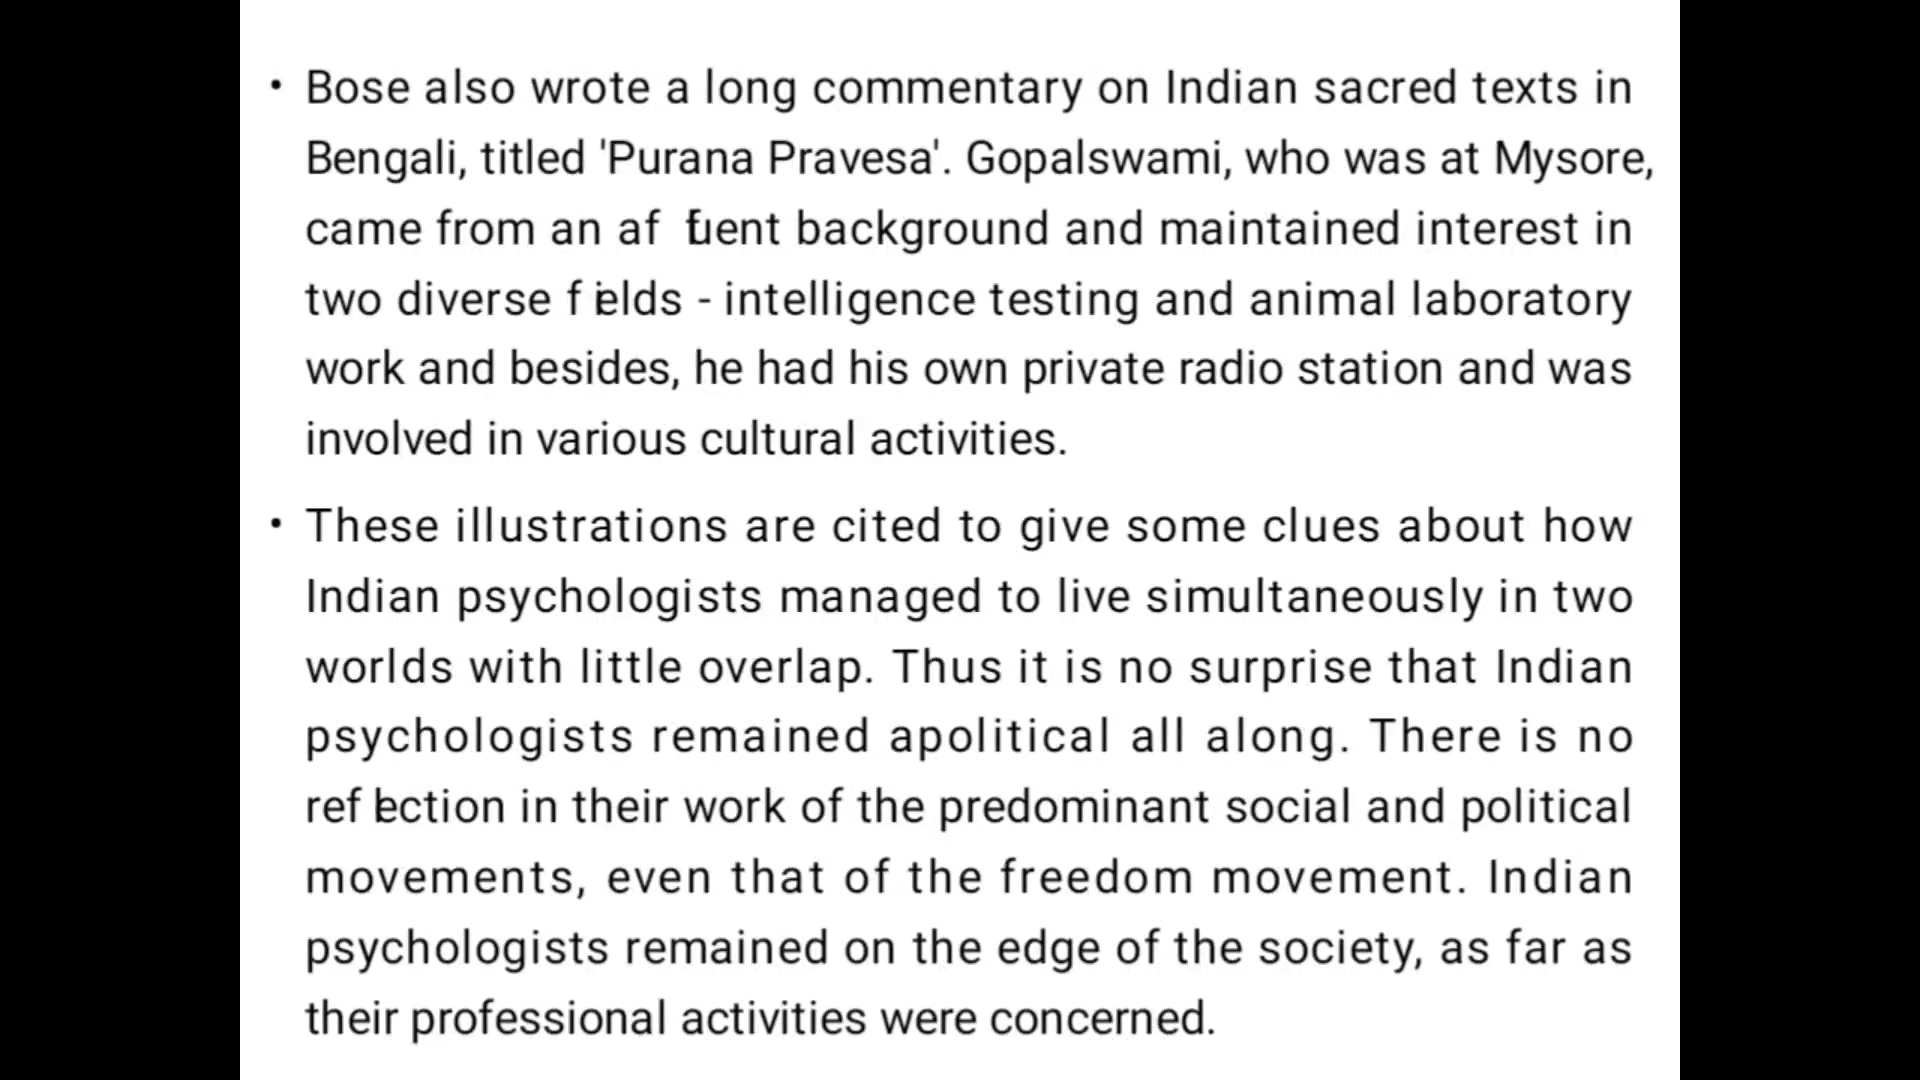 • Bose also wrote a long commentary on Indian sacred texts in
Bengali, titled 'Purana Pravesa'. Gopalswami, who was at Mysore,
came from an af fluent background and maintained interest in
two diverse f ields - intelligence testing and animal laboratory
work and besides, he had his own private radio station and was
involved in various cultural activities.
• These illustrations are cited to give some clues about how
Indian psychologists managed to live simultaneously in two
worlds with little overlap. Thus it is no surprise that Indian
psychologists remained apolitical all along. There is no
ref lection in their work of the predominant social and political
movements, even that of the freedom movement. Indian
psychologists remained on the edge of the society, as far as
their professional activities were concerned.